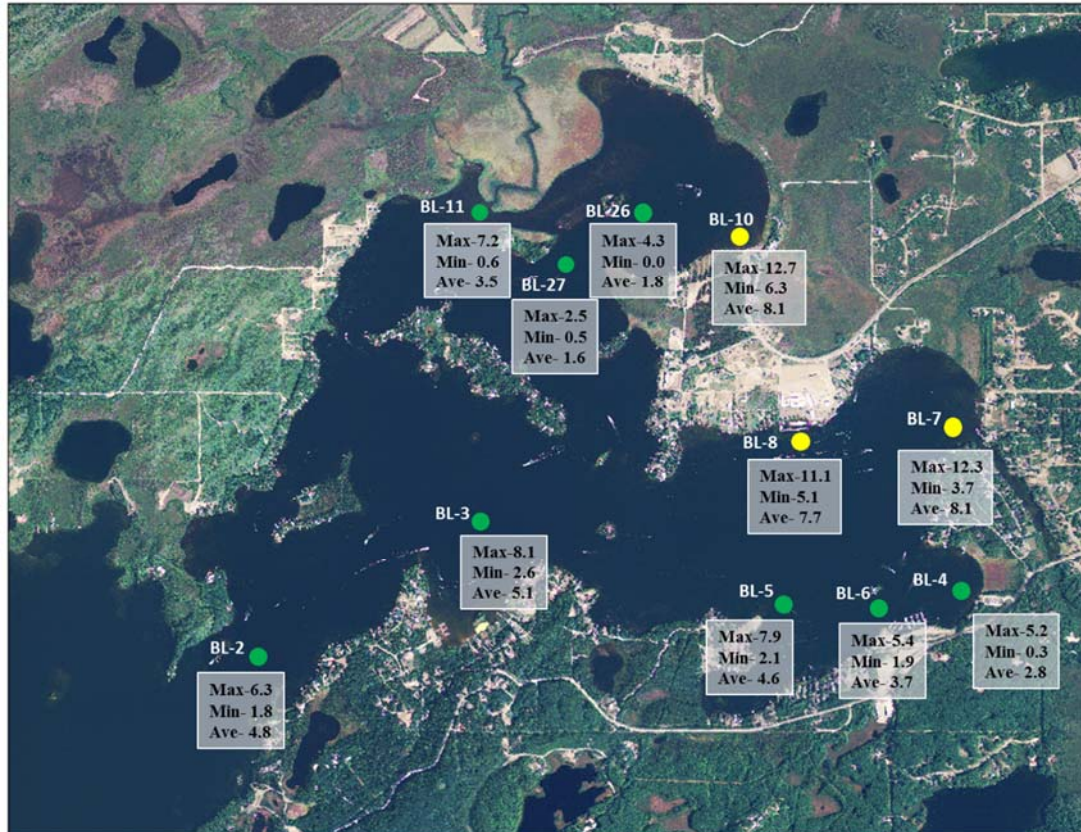 BL-11
Max-7.2
Min- 0.6
Ave- 3.5
BL-26
Max-4.3
Min- 0.0
Ave- 1.8
BL-10
Max-12.7
Min- 6.3
Ave- 8.1
BL-27
Max-2.5
Min- 0.5
Ave- 1.6
BL-7
Max-12.3
Min- 3.7
Ave- 8.1
BL-8
Max-11.1
Min- 5.1
Ave- 7.7
BL-3
Max-8.1
Min- 2.6
Ave- 5.1
BL-5
Max-7.9
Min- 2.1
Ave- 4.6
BL-6
Max-5.4
Min- 1.9
Ave- 3.7
BL-4
Max-5.2
Min- 0.3
Ave- 2.8
BL-2
Max-6.3
Min- 1.8
Ave- 4.8